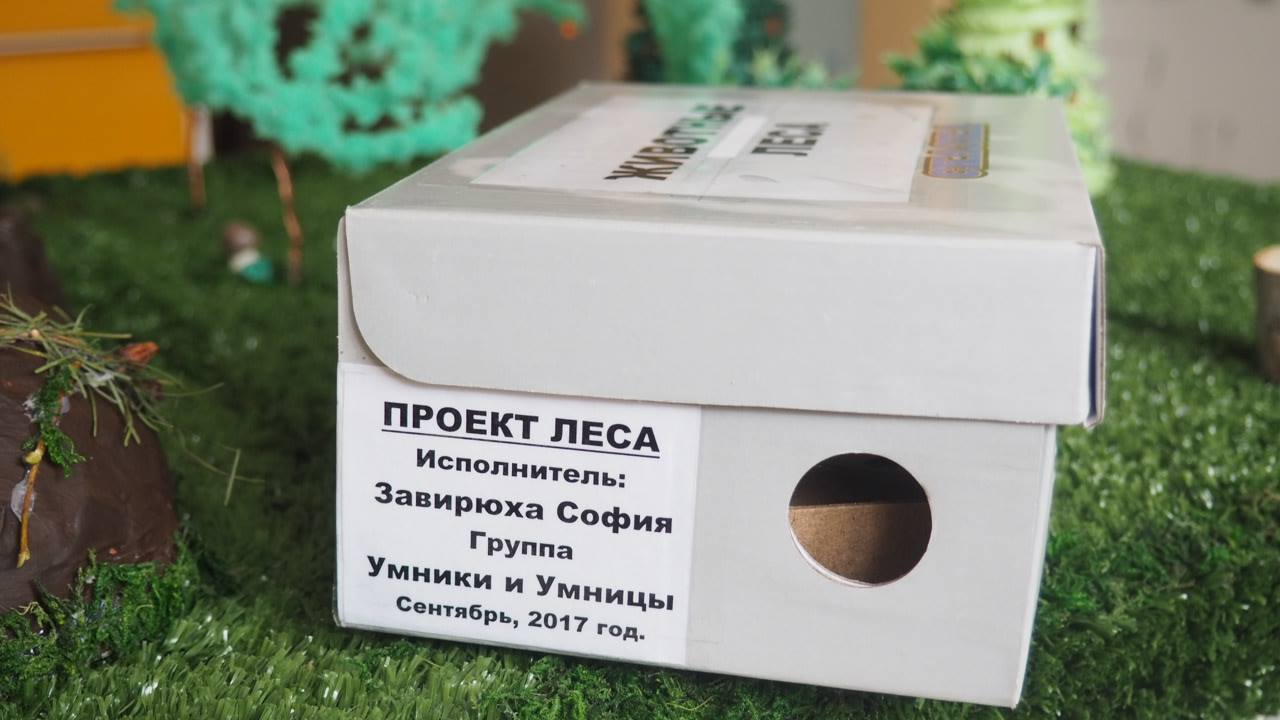 ЖИВОТНЫЕ
ЛЕСА
ПРОЕКТ ЛЕСА
Исполнитель:
Завирюха София
Группа
Умники и Умницы
Сентябрь, 2017 год.